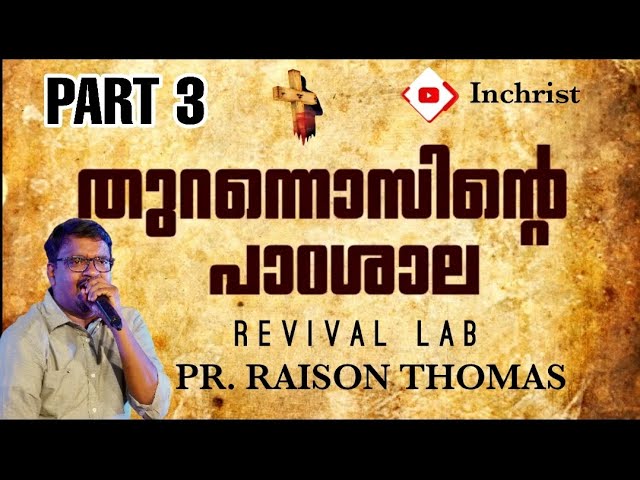 PART 3
Inchrist
തുറന്നൊസിന്റെ
പാഠശാല
REVIVAL LAB
PR. RAISON THOMAS